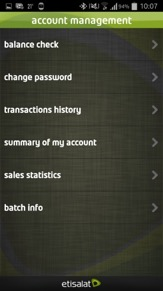 94% 10:07
account management
balance check
change password
transactions history
summary of my account
sales statistics
batch info
etisalat